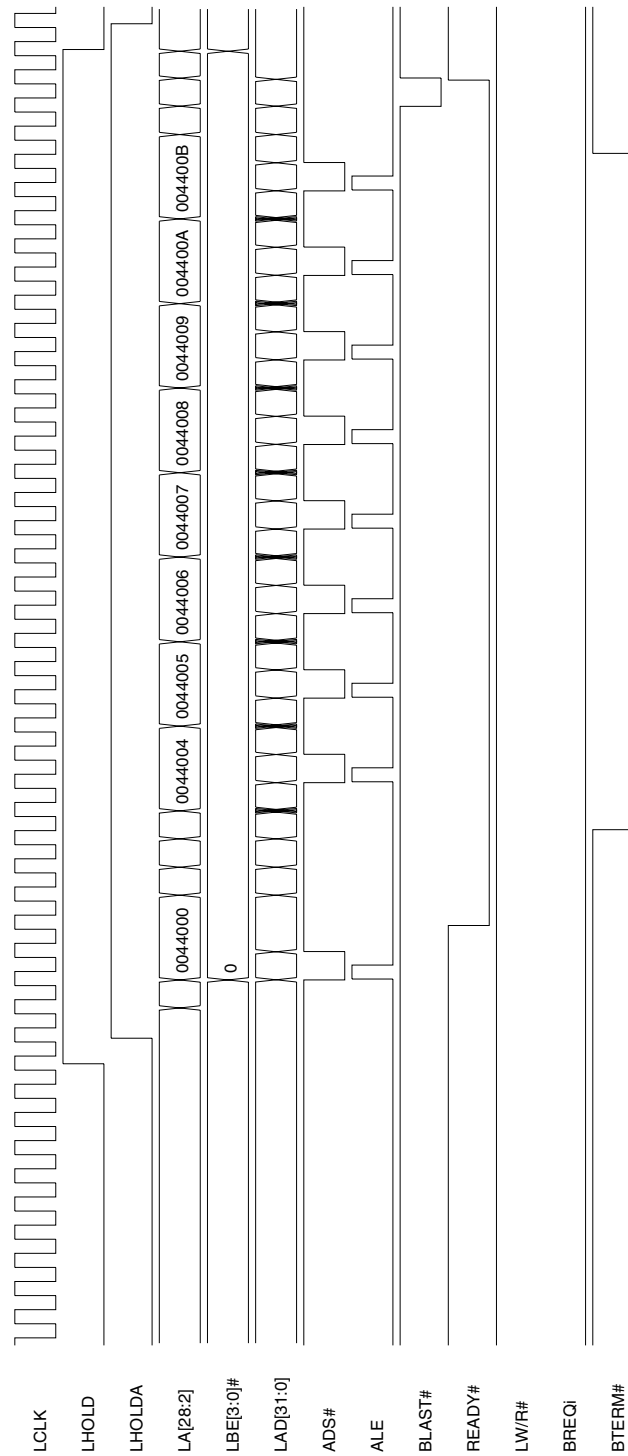 LCLK
LHOLD
LHOLDA
LA[28:2]
0044000
0044004
0044005
0044006
0044007
0044008
0044009
004400A
004400B
LBE[3:0]#
0
LAD[31:0]
ADS#
ALE
BLAST#
READY#
LW/R#
BREQi
BTERM#